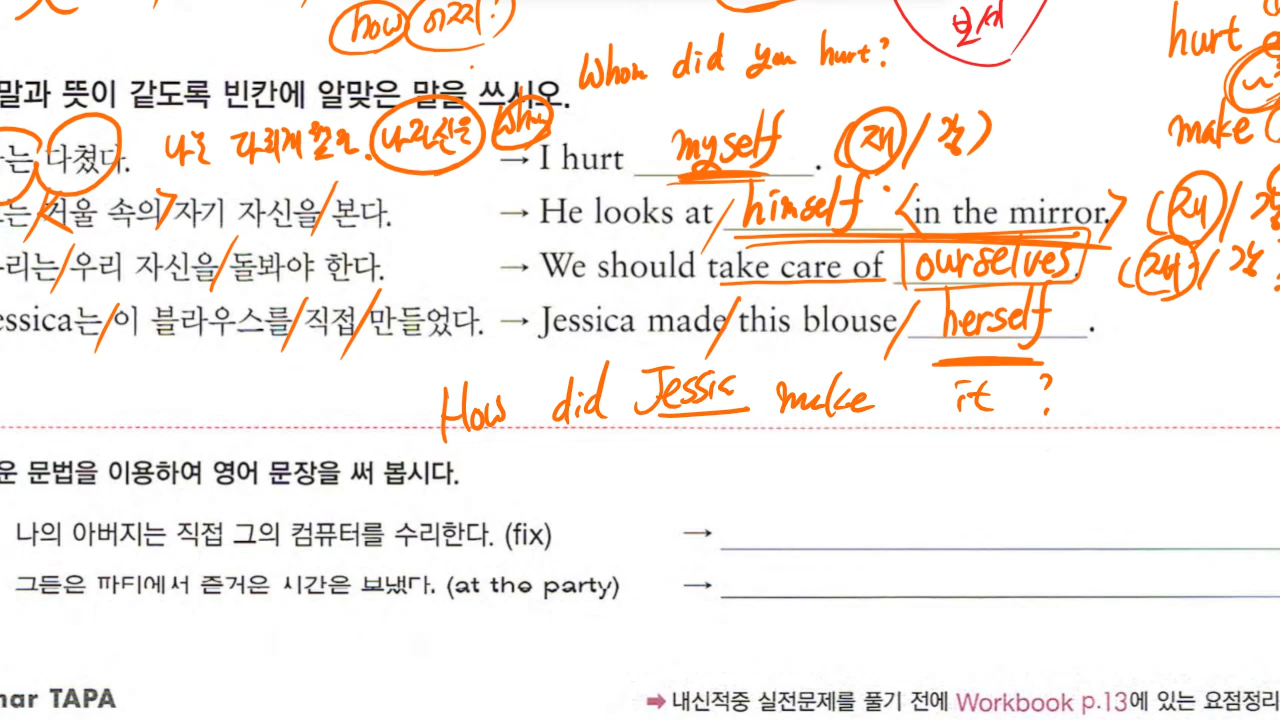 how 어찌?
보어
hurt
Whom did you hurt?
말과 뜻이 같도록 빈칸에 알맞은 말을 쓰시오.
make
나는 다치게 했다. 나 자신을 why
는 다쳤다. → I hurt myself . (재/강)
는 거울 속의 자기 자신을 본다. → He looks at himself in the mirror. (재/강
리는 우리 자신을 돌봐야 한다. → We should take care of ourselves. (재/강
essica는 이 블라우스를 직접 만들었다. → Jessica made this blouse herself .
How did Jessic make it ?
운 문법을 이용하여 영어 문장을 써 봅시다.
나의 아버지는 직접 그의 컴퓨터를 수리한다. (fix) →
그들은 파티에서 즐거운 시간을 보냈다. (at the party) →
mar TAPA
➡ 내신적중 실전문제를 풀기 전에 Workbook p.13에 있는 요점정리